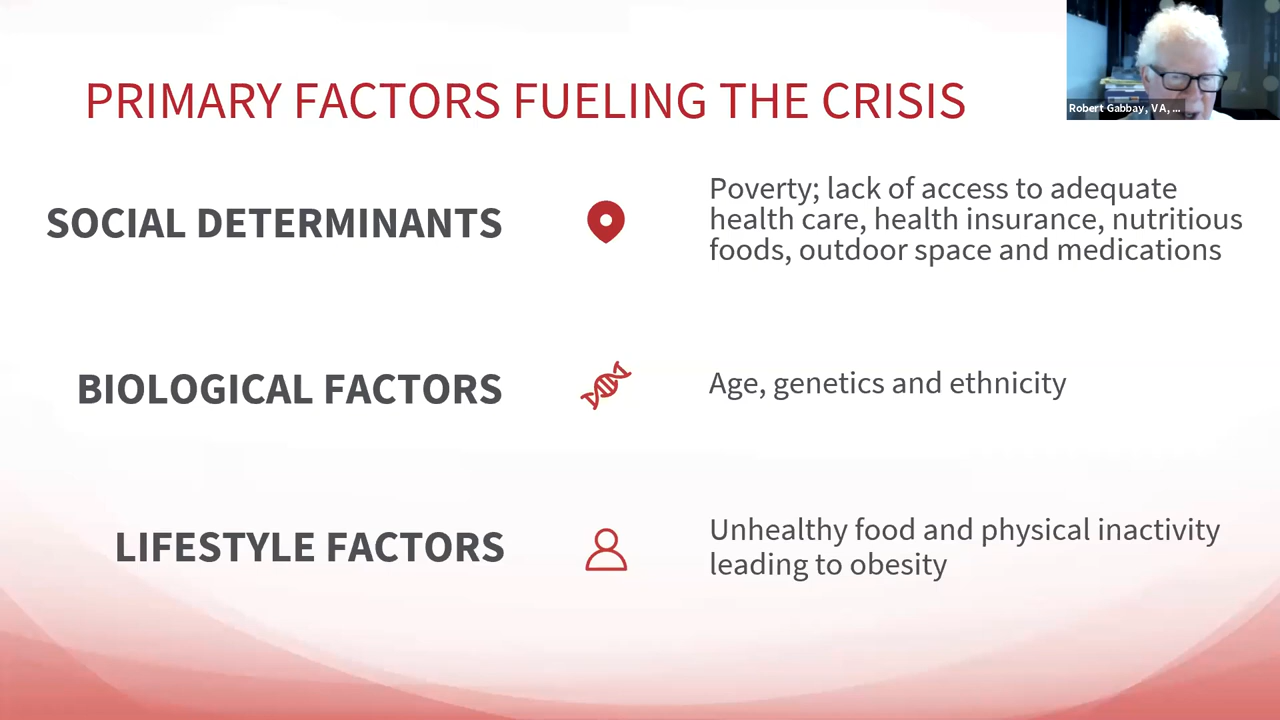 PRIMARY FACTORS FUELING THE CRISIS
Robert Gabbay, VA, ...
SOCIAL DETERMINANTS
Poverty; lack of access to adequate
health care, health insurance, nutritious
foods, outdoor space and medications
BIOLOGICAL FACTORS
Age, genetics and ethnicity
LIFESTYLE FACTORS
Unhealthy food and physical inactivity
leading to obesity